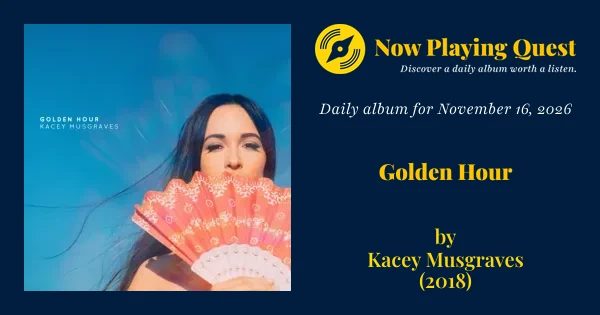 GOLDEN HOUR
KACEY MUSGRAVES
Now Playing Quest
Discover a daily album worth a listen.
Daily album for November 16, 2026
Golden Hour
by
Kacey Musgraves
(2018)